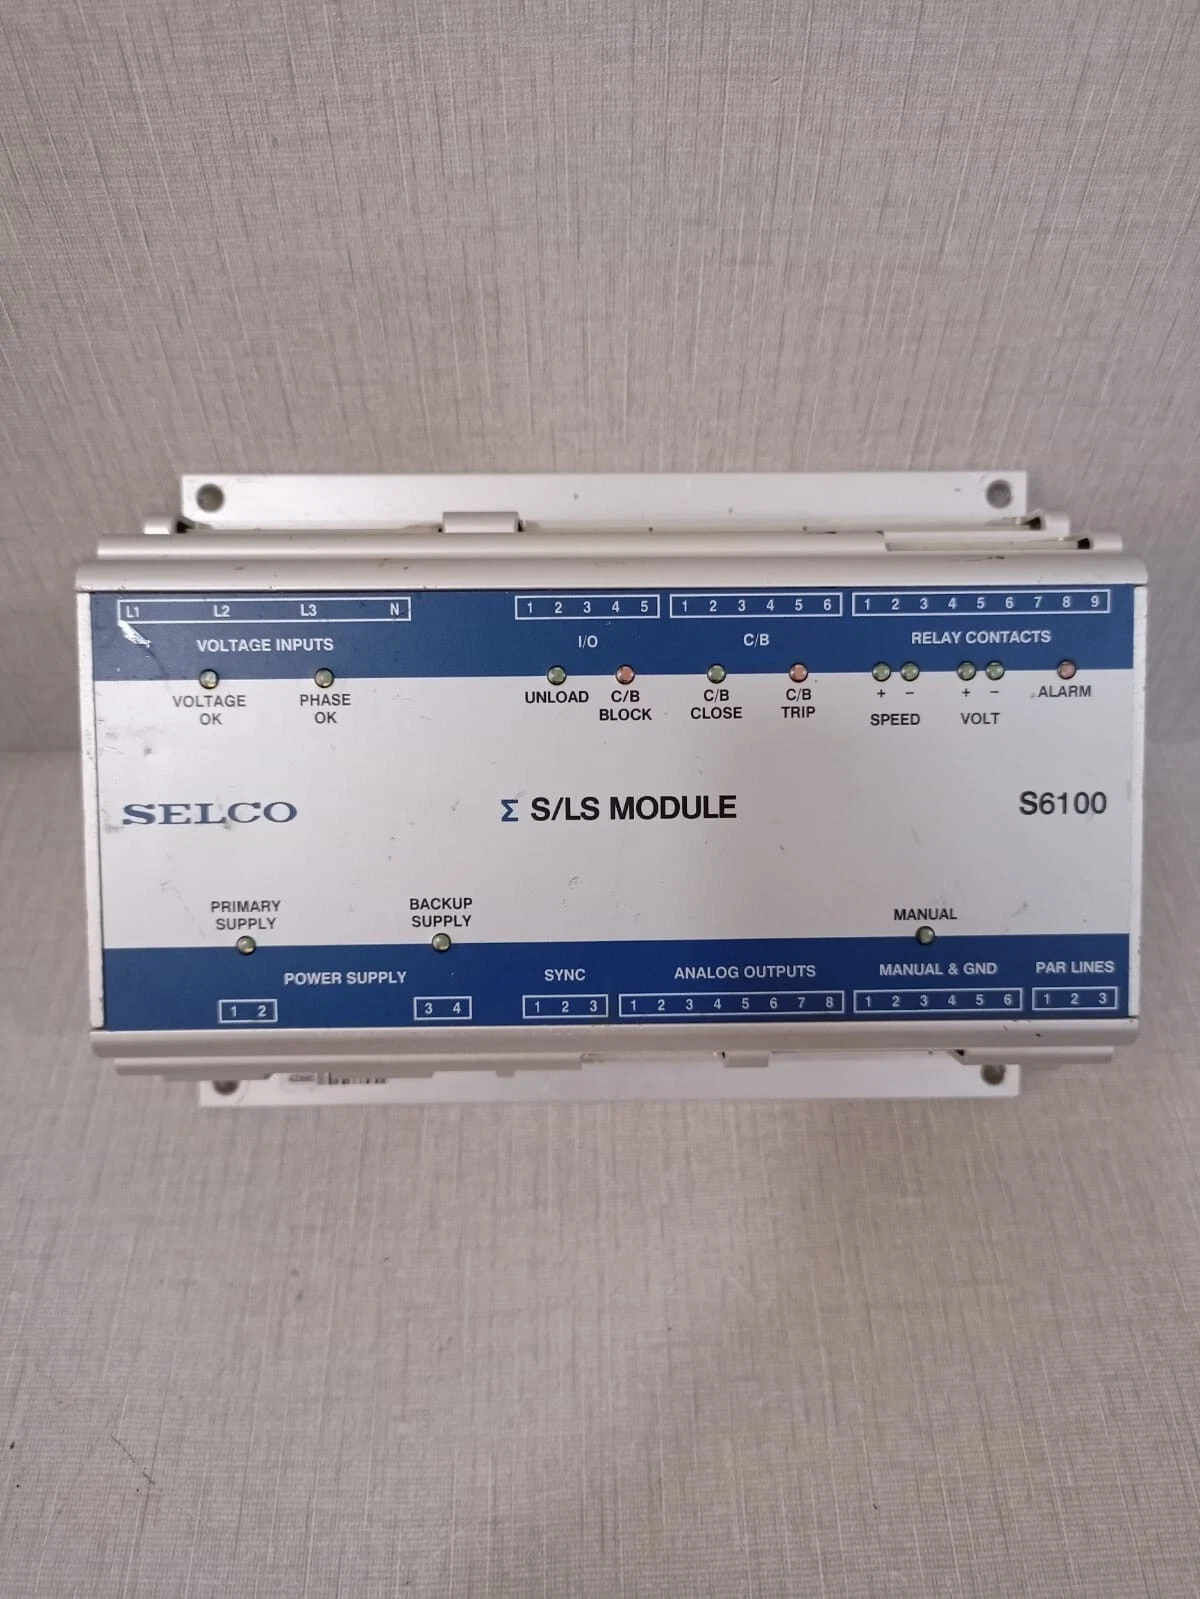 L1 L2 L3 N
VOLTAGE INPUTS
VOLTAGE OK
PHASE OK
1 2 3 4 5
I/O
UNLOAD
C/B BLOCK
1 2 3 4 5 6
C/B
C/B CLOSE
C/B TRIP
1 2 3 4 5 6 7 8 9
RELAY CONTACTS
+ -
SPEED
+ -
VOLT
ALARM
SELCO
Σ S/LS MODULE
S6100
PRIMARY SUPPLY
BACKUP SUPPLY
MANUAL
POWER SUPPLY
1 2
3 4
SYNC
1 2 3
ANALOG OUTPUTS
1 2 3 4 5 6 7 8
MANUAL & GND
1 2 3 4 5 6
PAR LINES
1 2 3